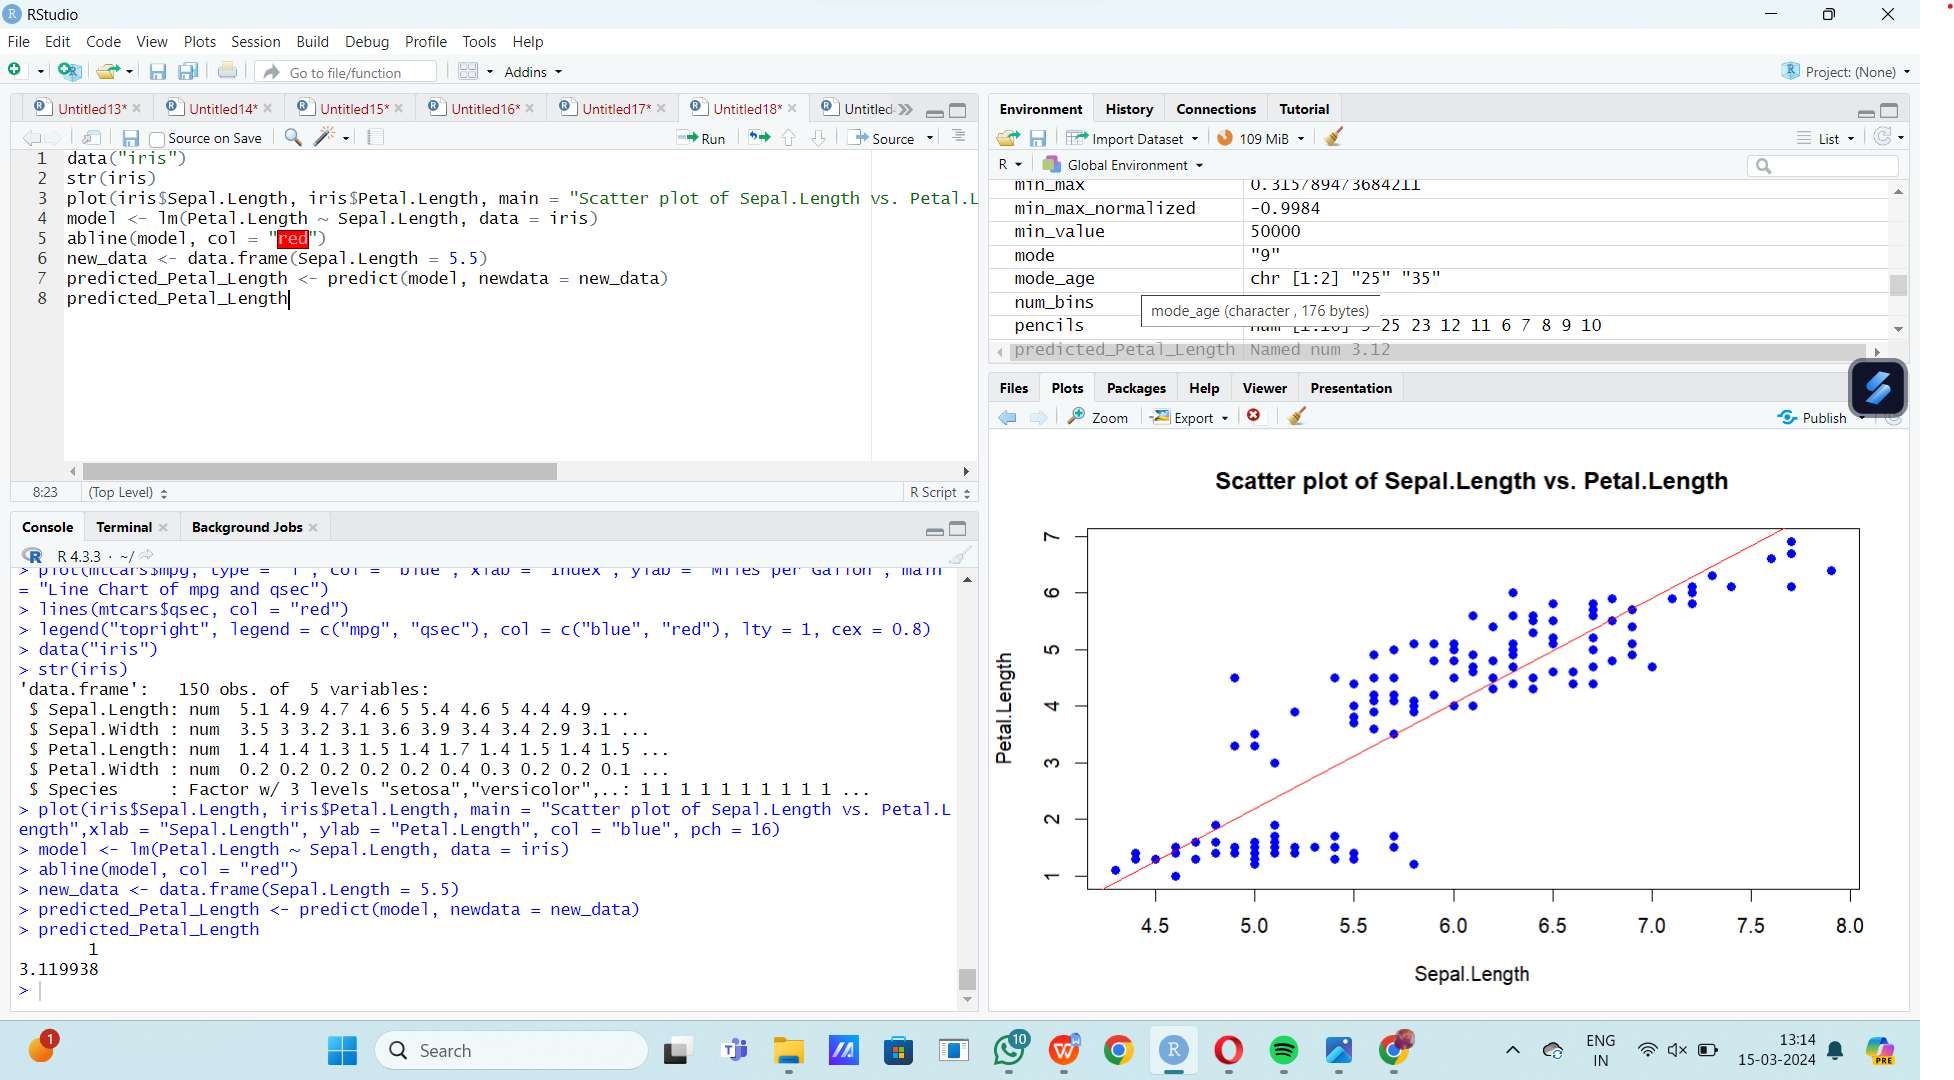 RStudio
File Edit Code View Plots Session Build Debug Profile Tools Help
Go to file/function Addins Project: (None)
Untitled13* Untitled14* Untitled15* Untitled16* Untitled17* Untitled18* Untitled
Source on Save Run Source
1 data("iris")
2 str(iris)
3 plot(iris$Sepal.Length, iris$Petal.Length, main = "Scatter plot of Sepal.Length vs. Petal.L
4 model <- lm(Petal.Length ~ Sepal.Length, data = iris)
5 abline(model, col = "red")
6 new_data <- data.frame(Sepal.Length = 5.5)
7 predicted_Petal_Length <- predict(model, newdata = new_data)
8 predicted_Petal_Length
8:23 (Top Level) R Script
Console Terminal Background Jobs
R 4.3.3 · ~/
> plot(mtcars$mpg, type = "l", col = "blue", xlab = "Index", ylab = "Miles per Gallon", main
= "Line Chart of mpg and qsec")
> lines(mtcars$qsec, col = "red")
> legend("topright", legend = c("mpg", "qsec"), col = c("blue", "red"), lty = 1, cex = 0.8)
> data("iris")
> str(iris)
'data.frame': 150 obs. of 5 variables:
$ Sepal.Length: num 5.1 4.9 4.7 4.6 5 5.4 4.6 5 4.4 4.9 ...
$ Sepal.Width : num 3.5 3 3.2 3.1 3.6 3.9 3.4 3.4 2.9 3.1 ...
$ Petal.Length: num 1.4 1.4 1.3 1.5 1.4 1.7 1.4 1.5 1.4 1.5 ...
$ Petal.Width : num 0.2 0.2 0.2 0.2 0.2 0.4 0.3 0.2 0.2 0.1 ...
$ Species : Factor w/ 3 levels "setosa","versicolor",..: 1 1 1 1 1 1 1 1 1 1 ...
> plot(iris$Sepal.Length, iris$Petal.Length, main = "Scatter plot of Sepal.Length vs. Petal.L
ength",xlab = "Sepal.Length", ylab = "Petal.Length", col = "blue", pch = 16)
> model <- lm(Petal.Length ~ Sepal.Length, data = iris)
> abline(model, col = "red")
> new_data <- data.frame(Sepal.Length = 5.5)
> predicted_Petal_Length <- predict(model, newdata = new_data)
> predicted_Petal_Length
1
3.119938
>
Environment History Connections Tutorial
Import Dataset 109 MiB List
R Global Environment
min_max 0.315789473684211
min_max_normalized -0.9984
min_value 50000
mode "9"
mode_age chr [1:2] "25" "35"
num_bins
mode_age (character , 176 bytes)
pencils 25 23 12 11 6 7 8 9 10
predicted_Petal_Length Named num 3.12
Files Plots Packages Help Viewer Presentation
Zoom Export Publish
Scatter plot of Sepal.Length vs. Petal.Length
Petal.Length
7
6
5
4
3
2
1
4.5 5.0 5.5 6.0 6.5 7.0 7.5 8.0
Sepal.Length
1 Search 10 ENG 13:14
IN 15-03-2024 PRE